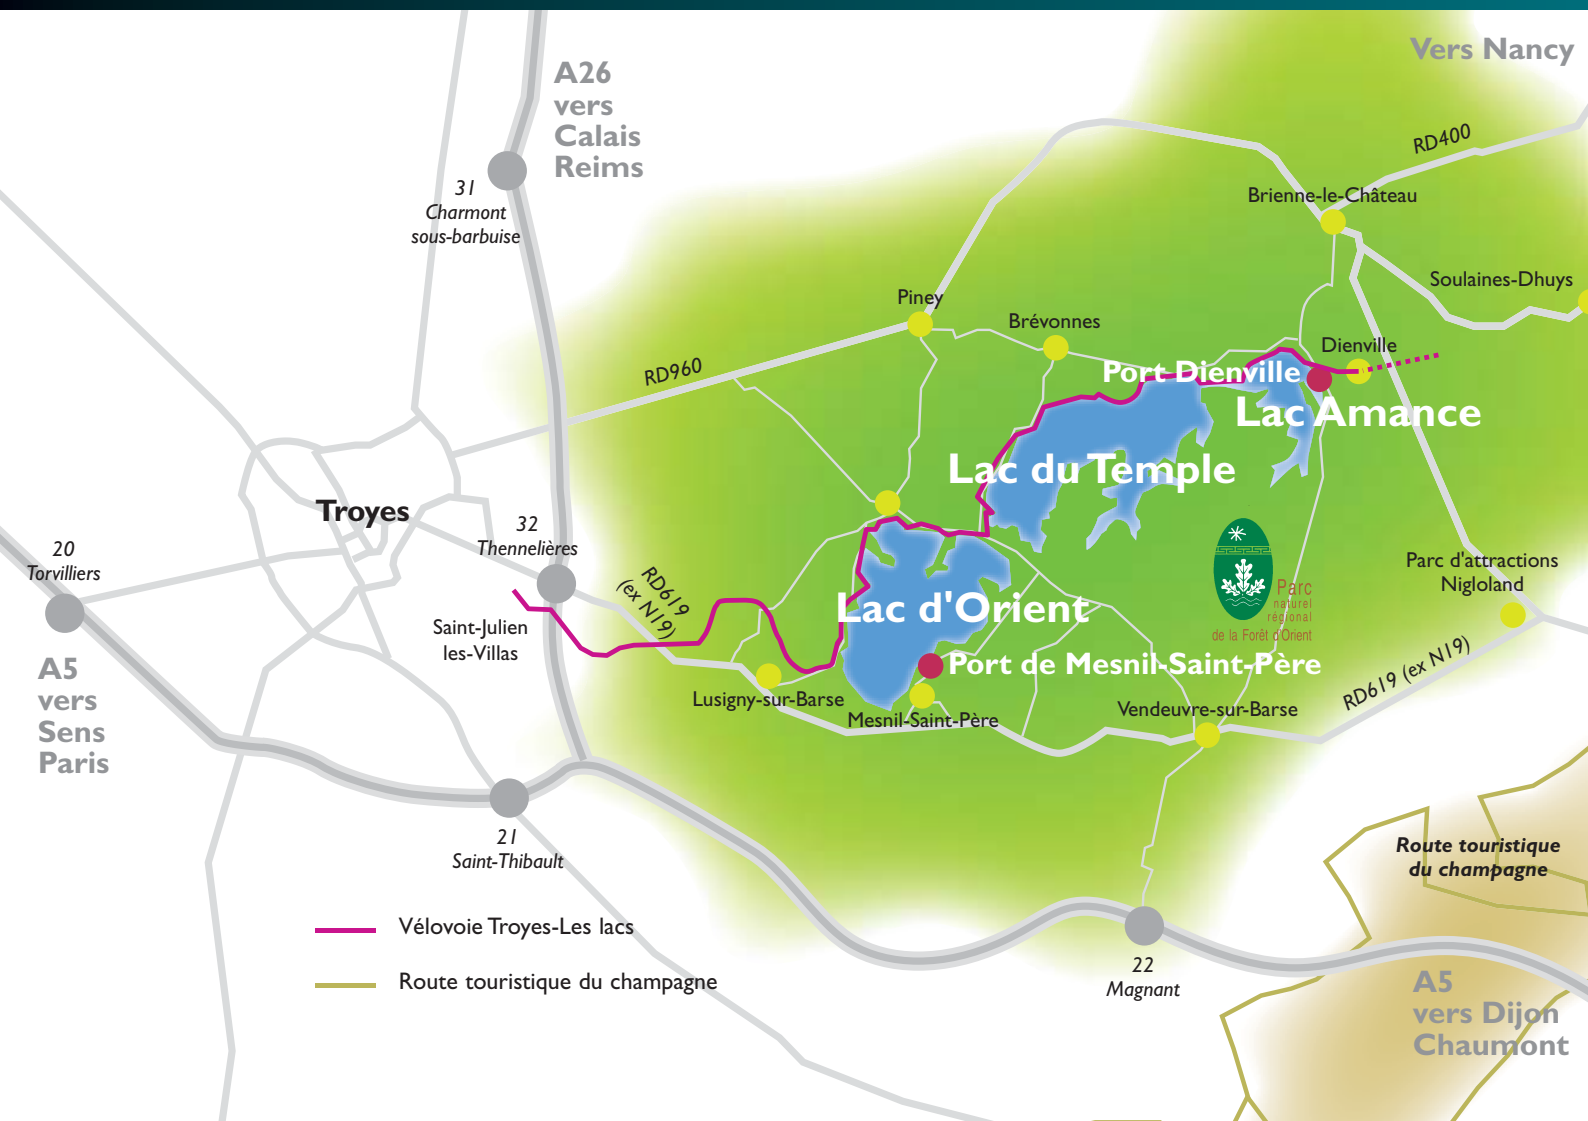 Vers Nancy
A26
vers
Calais
Reims
RD400
31
Charmont
sous-barbuise
Brienne-le-Château
Soulaines-Dhuys
Piney
Brévonnes
Dienville
RD960
Port Dienville
Lac Amance
Lac du Temple
Troyes
32
Thennelières
20
Torvilliers
RD619
(ex N19)
Parc d'attractions
Nigloland
Parc
naturel
régional
de la Forêt d'Orient
Lac d'Orient
Saint-Julien
les-Villas
Port de Mesnil-Saint-Père
A5
vers
Sens
Paris
Lusigny-sur-Barse
Mesnil-Saint-Père
Vendeuvre-sur-Barse
RD619 (ex N19)
21
Saint-Thibault
Route touristique
du champagne
Vélovoie Troyes-Les lacs
Route touristique du champagne
22
Magnant
A5
vers Dijon
Chaumont